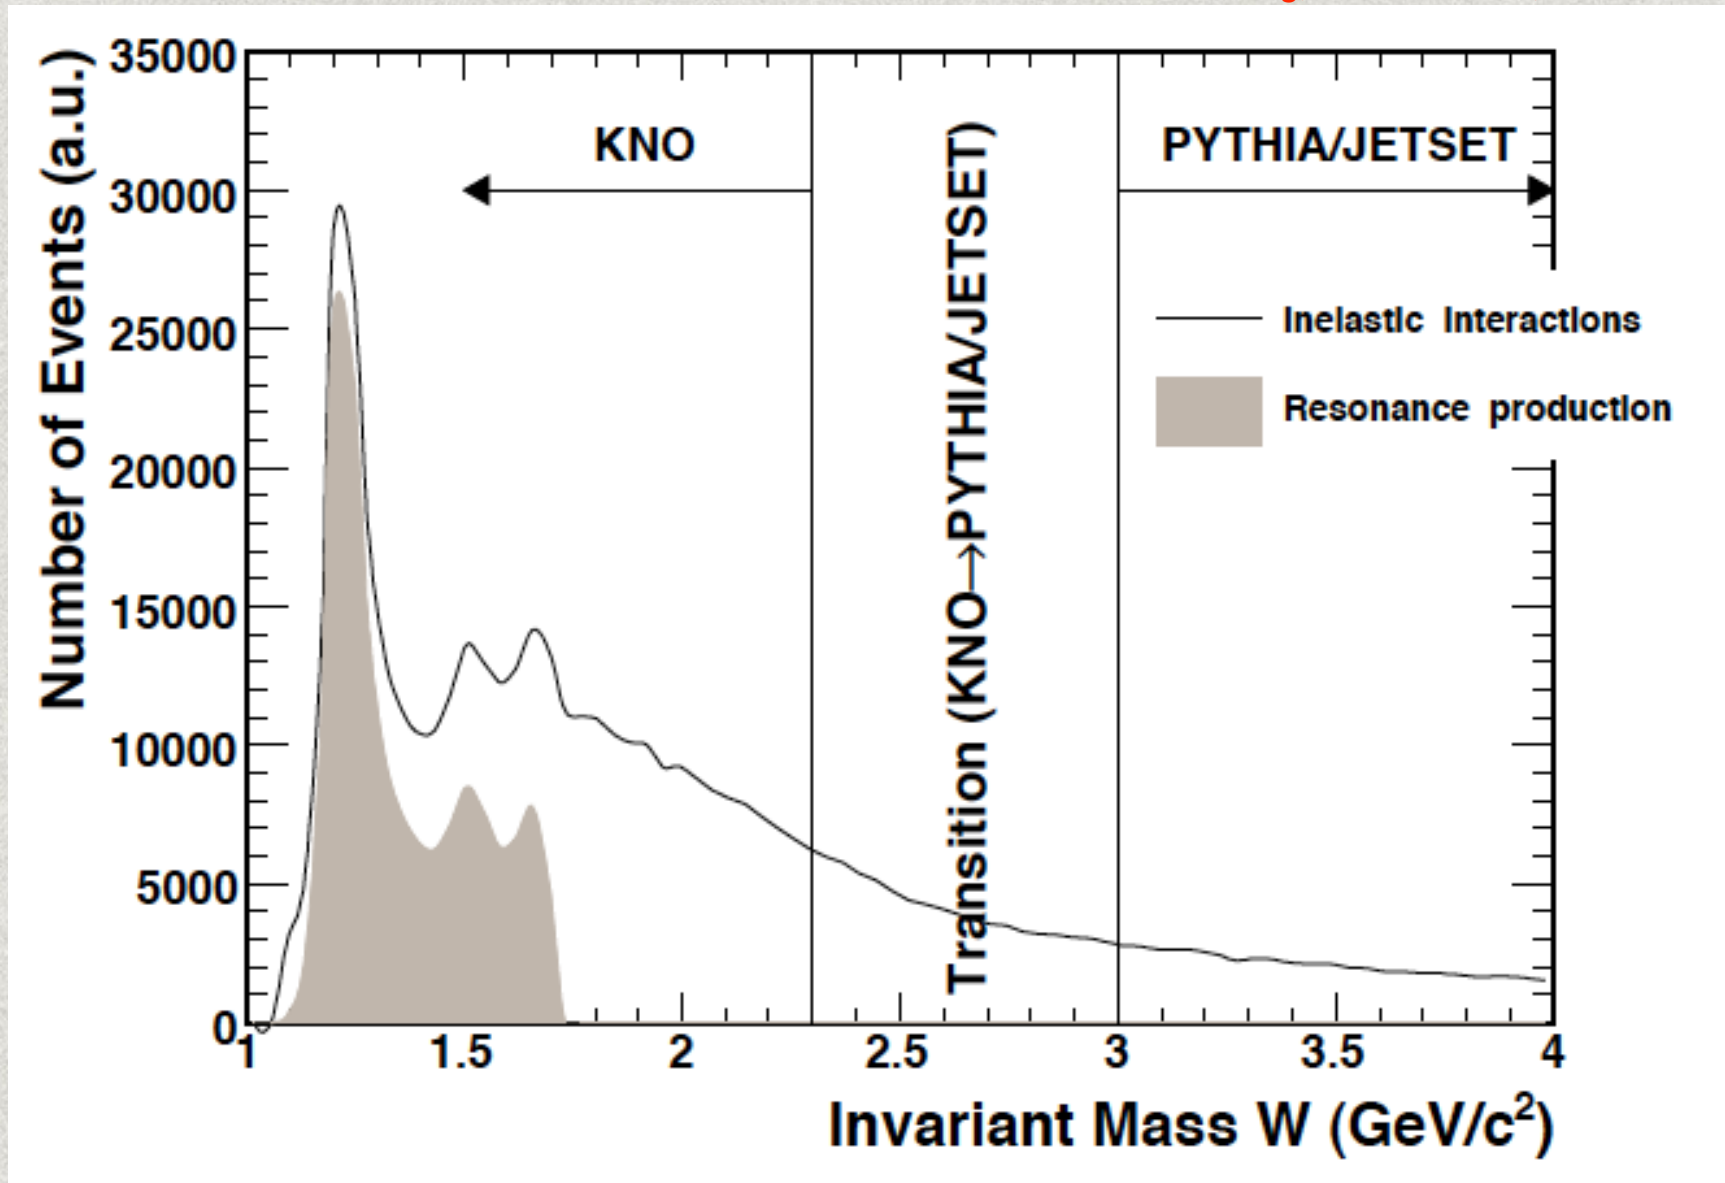 Number of Events (a.u.)
35000
30000
25000
20000
15000
10000
5000
0
KNO
Transition (KNO→PYTHIA/JETSET)
PYTHIA/JETSET
Inelastic Interactions
Resonance production
1 1.5 2 2.5 3 3.5 4
Invariant Mass W (GeV/c²)